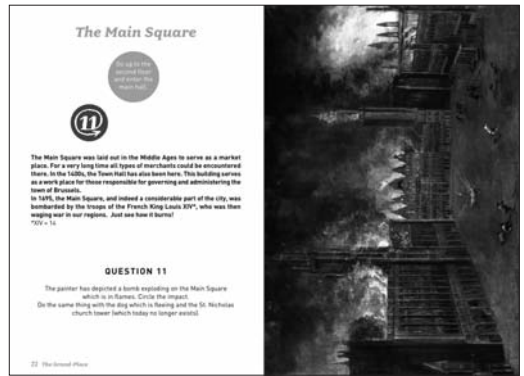 The Main Square
Go up to the
second floor
and enter the
main hall.
11
The Main Square was laid out in the Middle Ages to serve as a market
place. For a very long time all types of merchants could be encountered
there. In the 1400s, the Town Hall has also been here. This building serves
as a work place for those responsible for governing and administering the
town of Brussels.
In 1695, the Main Square, and indeed a considerable part of the city, was
bombarded by the troops of the French King Louis XIV*, who was then
waging war in our regions. Just see how it burns!
*XIV = 14
QUESTION 11
The painter has depicted a bomb exploding on the Main Square
which is in flames. Circle the impact.
Do the same thing with the dog which is fleeing and the St. Nicholas
church tower (which today no longer exists).
22 The Grand-Place